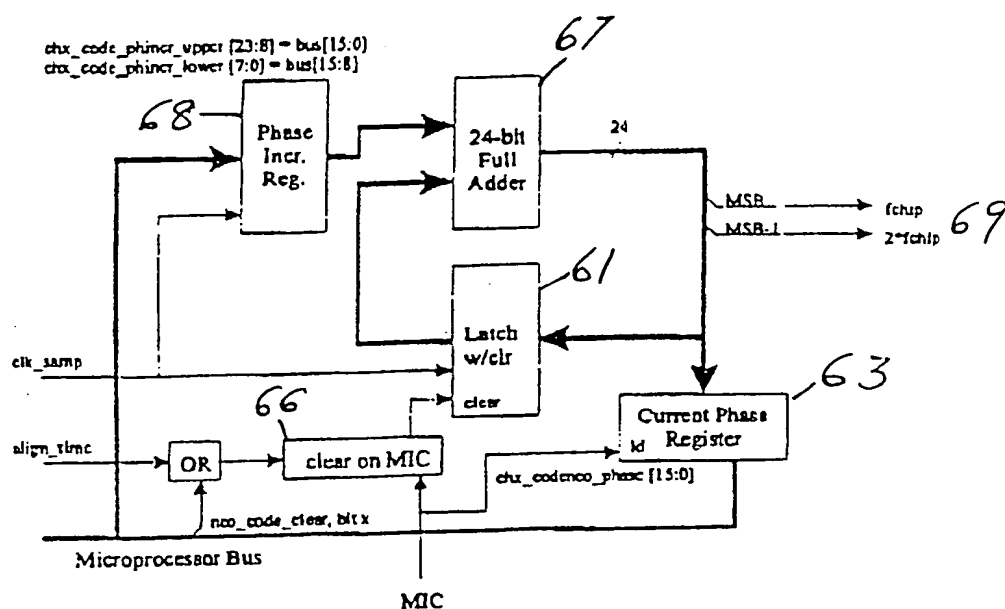 chx_code_phincr_upper [23:8] = bus[15:0]
chx_code_phincr_lower [7:0] = bus[15:8]
67
68
Phase
Incr.
Reg.
24-bit
Full
Adder
24
MSB
fchip
MSB-1
2*fchip
69
61
Latch
w/clr
clk_samp
clear
63
66
Current Phase
Register
ld
align_time
OR
clear on MIC
chx_codenco_phase [15:0]
nco_code_clear, bit x
Microprocessor Bus
MIC